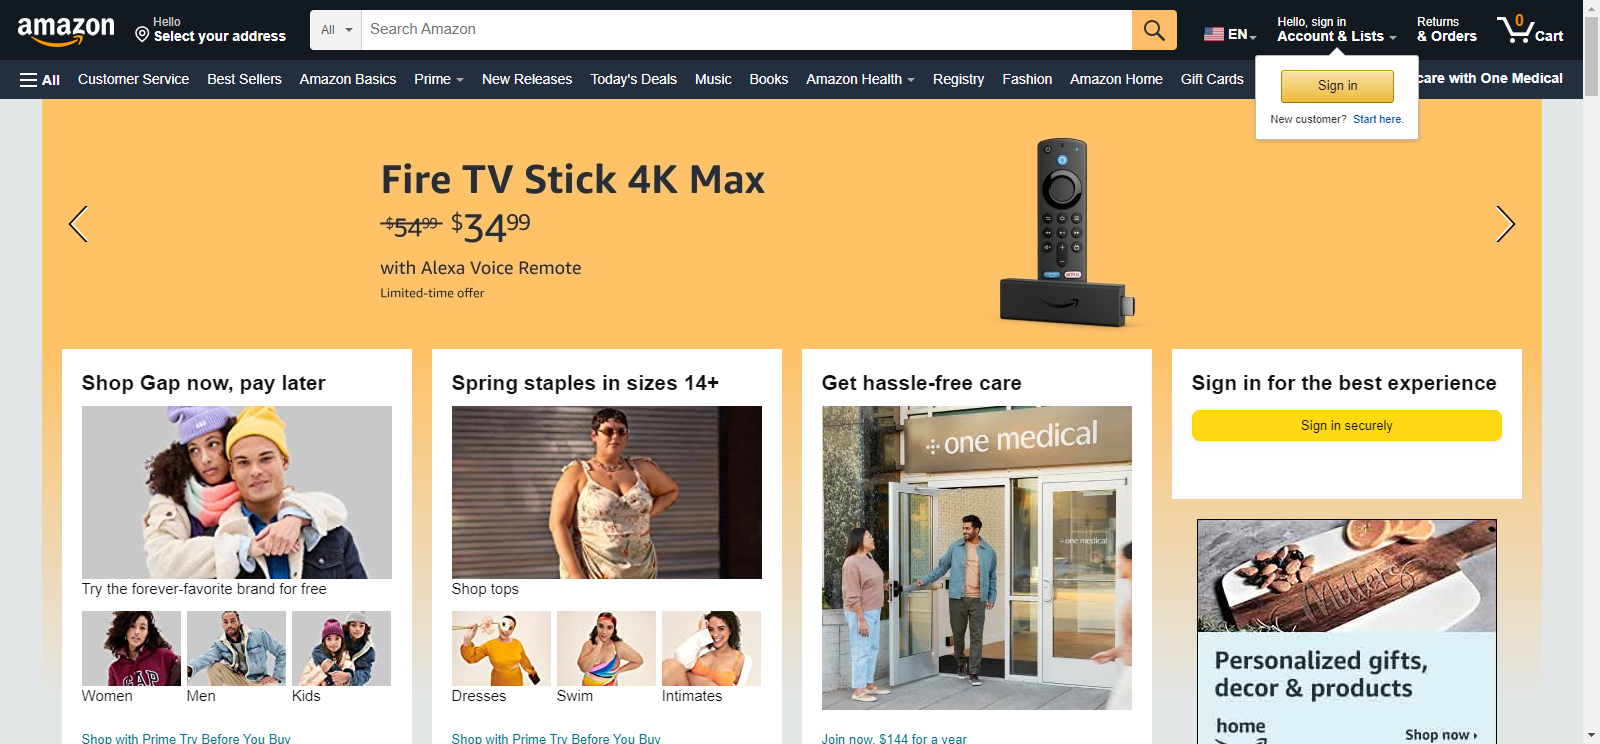 amazon
Hello
Select your address
All
Search Amazon
EN
Hello, sign in
Account & Lists
Returns
& Orders
0
Cart
All
Customer Service
Best Sellers
Amazon Basics
Prime
New Releases
Today's Deals
Music
Books
Amazon Health
Registry
Fashion
Amazon Home
Gift Cards
care with One Medical
Sign in
New customer? Start here.
Fire TV Stick 4K Max
$5499 $3499
with Alexa Voice Remote
Limited-time offer
Shop Gap now, pay later
Try the forever-favorite brand for free
GAP
Women
Men
Kids
Shop with Prime Try Before You Buy
Spring staples in sizes 14+
Shop tops
Dresses
Swim
Intimates
Shop with Prime Try Before You Buy
Get hassle-free care
one medical
one medical
Join now, $144 for a year
Sign in for the best experience
Sign in securely
Millers
Personalized gifts,
decor & products
home
Shop now